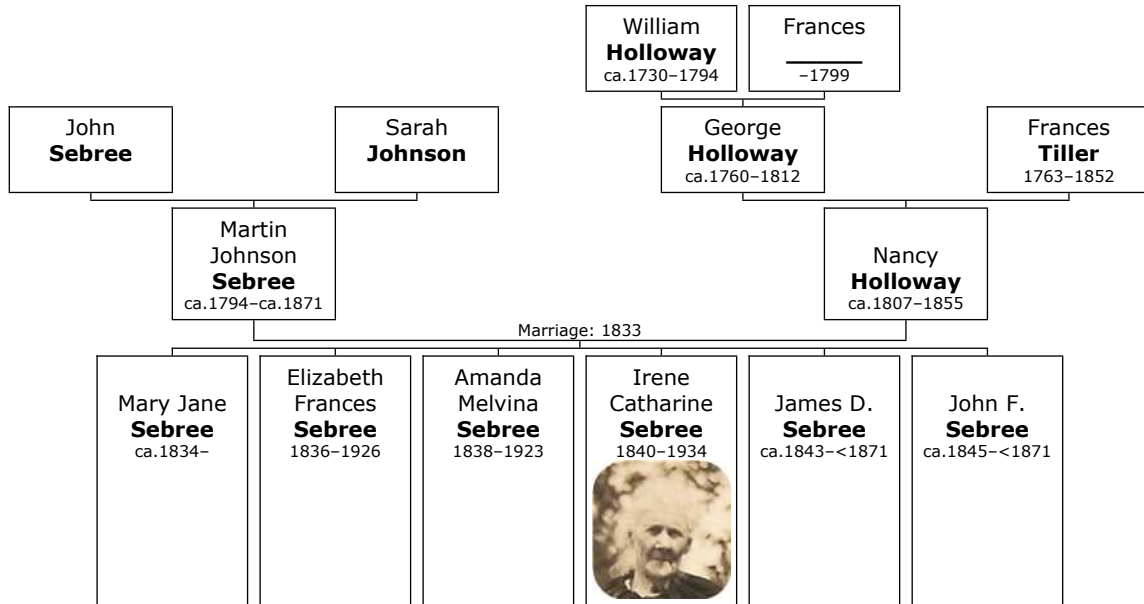 William
Holloway
ca.1730–1794
Frances
______
–1799
John
Sebree
Sarah
Johnson
George
Holloway
ca.1760–1812
Frances
Tiller
1763–1852
Martin
Johnson
Sebree
ca.1794–ca.1871
Nancy
Holloway
ca.1807–1855
Marriage: 1833
Mary Jane
Sebree
ca.1834–
Elizabeth
Frances
Sebree
1836–1926
Amanda
Melvina
Sebree
1838–1923
Irene
Catharine
Sebree
1840–1934
James D.
Sebree
ca.1843–<1871
John F.
Sebree
ca.1845–<1871